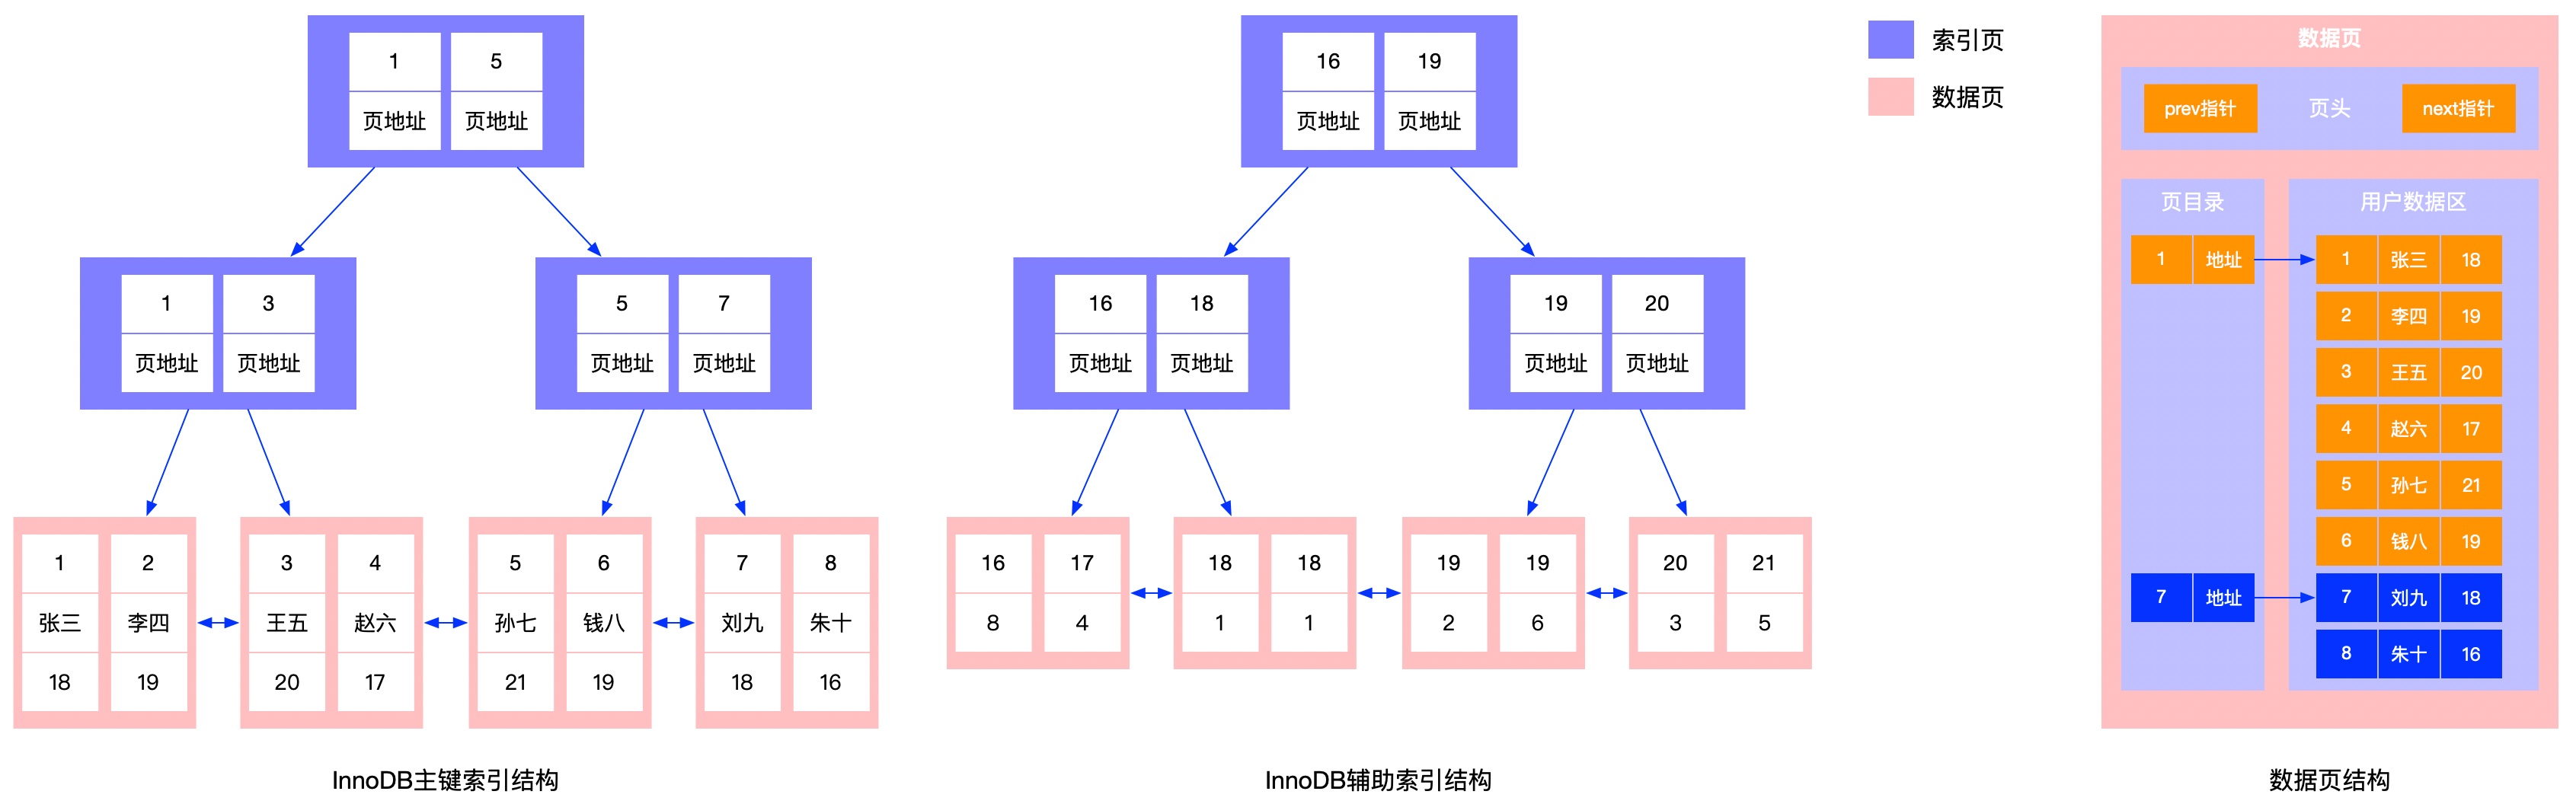 1 5
页地址 页地址
1 3
页地址 页地址
5 7
页地址 页地址
1 2
张三 李四
18 19
3 4
王五 赵六
20 17
5 6
孙七 钱八
21 19
7 8
刘九 朱十
18 16
InnoDB主键索引结构
16 19
页地址 页地址
16 18
页地址 页地址
19 20
页地址 页地址
16 17
8 4
18 18
1 1
19 19
2 6
20 21
3 5
InnoDB辅助索引结构
索引页
数据页
数据页
prev指针 页头 next指针
页目录
1 地址
7 地址
用户数据区
1 张三 18
2 李四 19
3 王五 20
4 赵六 17
5 孙七 21
6 钱八 19
7 刘九 18
8 朱十 16
数据页结构